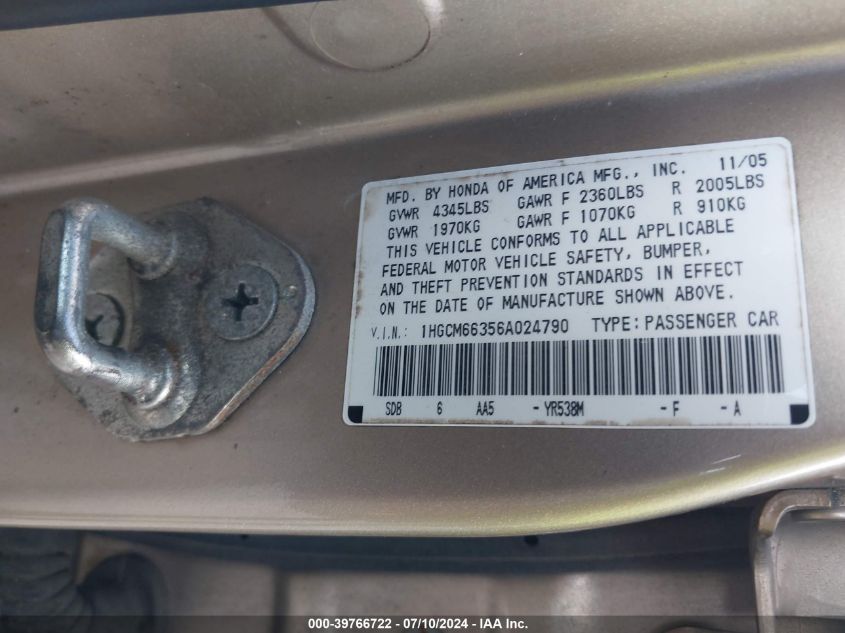 MFD. BY HONDA OF AMERICA MFG., INC. 11/05
GVWR 4345LBS GAWR F 2360LBS R 2005LBS
GVWR 1970KG GAWR F 1070KG R 910KG
THIS VEHICLE CONFORMS TO ALL APPLICABLE
FEDERAL MOTOR VEHICLE SAFETY, BUMPER,
AND THEFT PREVENTION STANDARDS IN EFFECT
ON THE DATE OF MANUFACTURE SHOWN ABOVE.
V.I.N.: 1HGCM66356A024790 TYPE: PASSENGER CAR
SDB 6 AA5 - YR538M - F - A
000-39766722 - 07/10/2024 - IAA Inc.